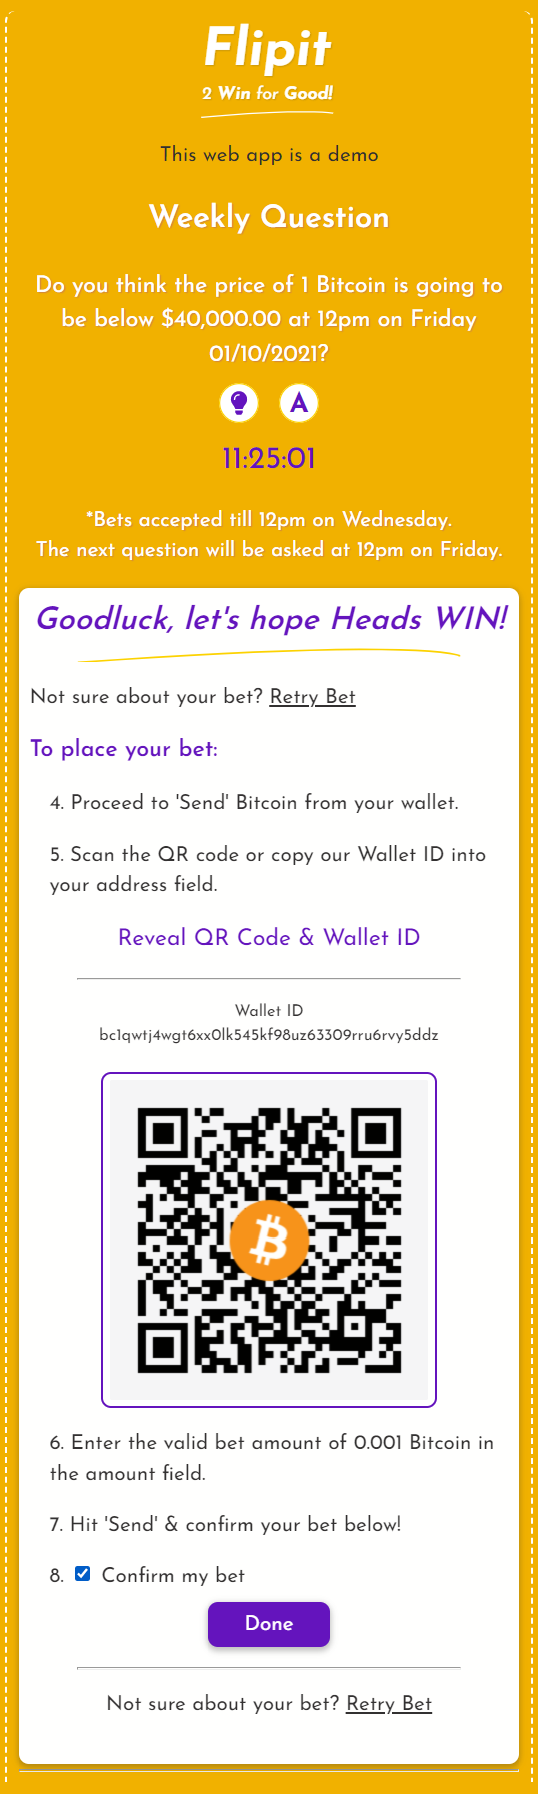 Flipit
2 Win for Good!
This web app is a demo
Weekly Question
Do you think the price of 1 Bitcoin is going to
be below $40,000.00 at 12pm on Friday
01/10/2021?
A
11:25:01
*Bets accepted till 12pm on Wednesday.
The next question will be asked at 12pm on Friday.
Goodluck, let's hope Heads WIN!
Not sure about your bet? Retry Bet
To place your bet:
4. Proceed to 'Send' Bitcoin from your wallet.
5. Scan the QR code or copy our Wallet ID into
your address field.
Reveal QR Code & Wallet ID
Wallet ID
bc1qwtj4wgt6xx0lk545kf98uz63309rru6rvy5ddz
6. Enter the valid bet amount of 0.001 Bitcoin in
the amount field.
7. Hit 'Send' & confirm your bet below!
8. Confirm my bet
Done
Not sure about your bet? Retry Bet